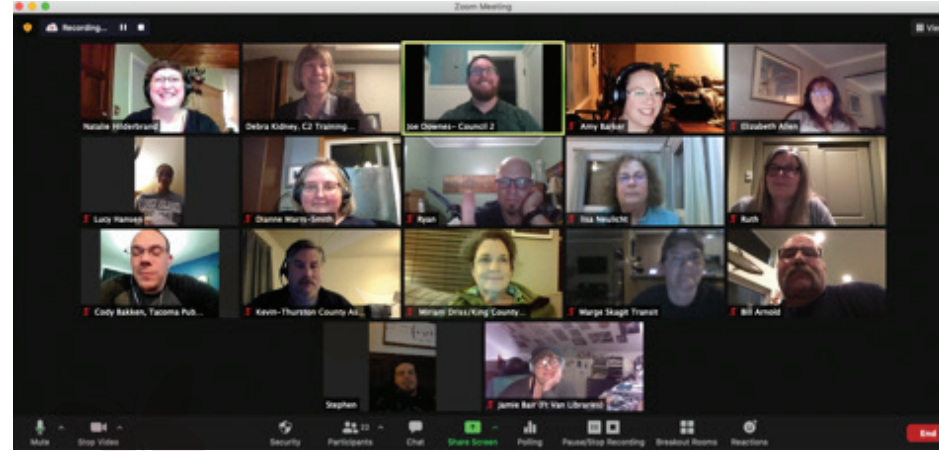 Zoom Meeting
Recording...
View
Natalie Hilderbrand
Debra Kidney, C2 Training...
Joe Downes- Council 2
Amy Barker
Elizabeth Allen
Lucy Hansen
Dianne Morris-Smith
Ryan
lisa Neulicht
Ruth
Cody Bakken, Tacoma Pub...
Kevin-Thurston County As...
Miriam Driss/King County...
Marge Skagit Transit
Bill Arnold
Stephen
Jamie Bair (Ft Van Libraries)
Mute
Stop Video
Security
Participants
Chat
Share Screen
Polling
Pause/Stop Recording
Breakout Rooms
Reactions
End